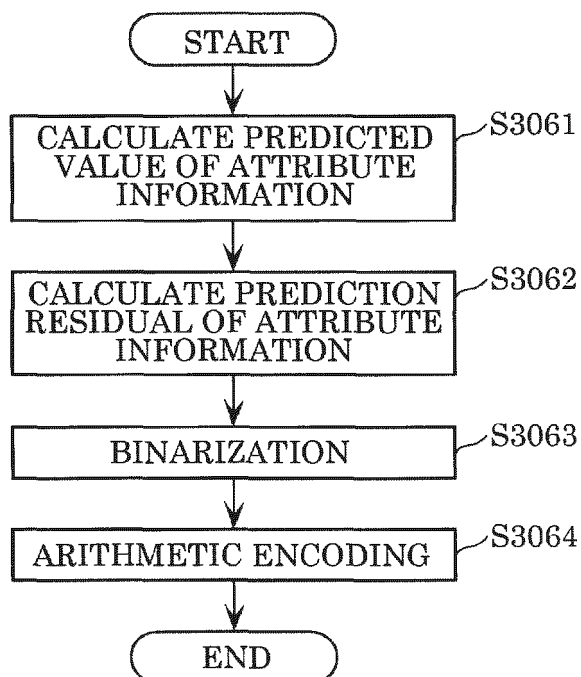 START
S3061
CALCULATE PREDICTED
VALUE OF ATTRIBUTE
INFORMATION
S3062
CALCULATE PREDICTION
RESIDUAL OF ATTRIBUTE
INFORMATION
S3063
BINARIZATION
S3064
ARITHMETIC ENCODING
END